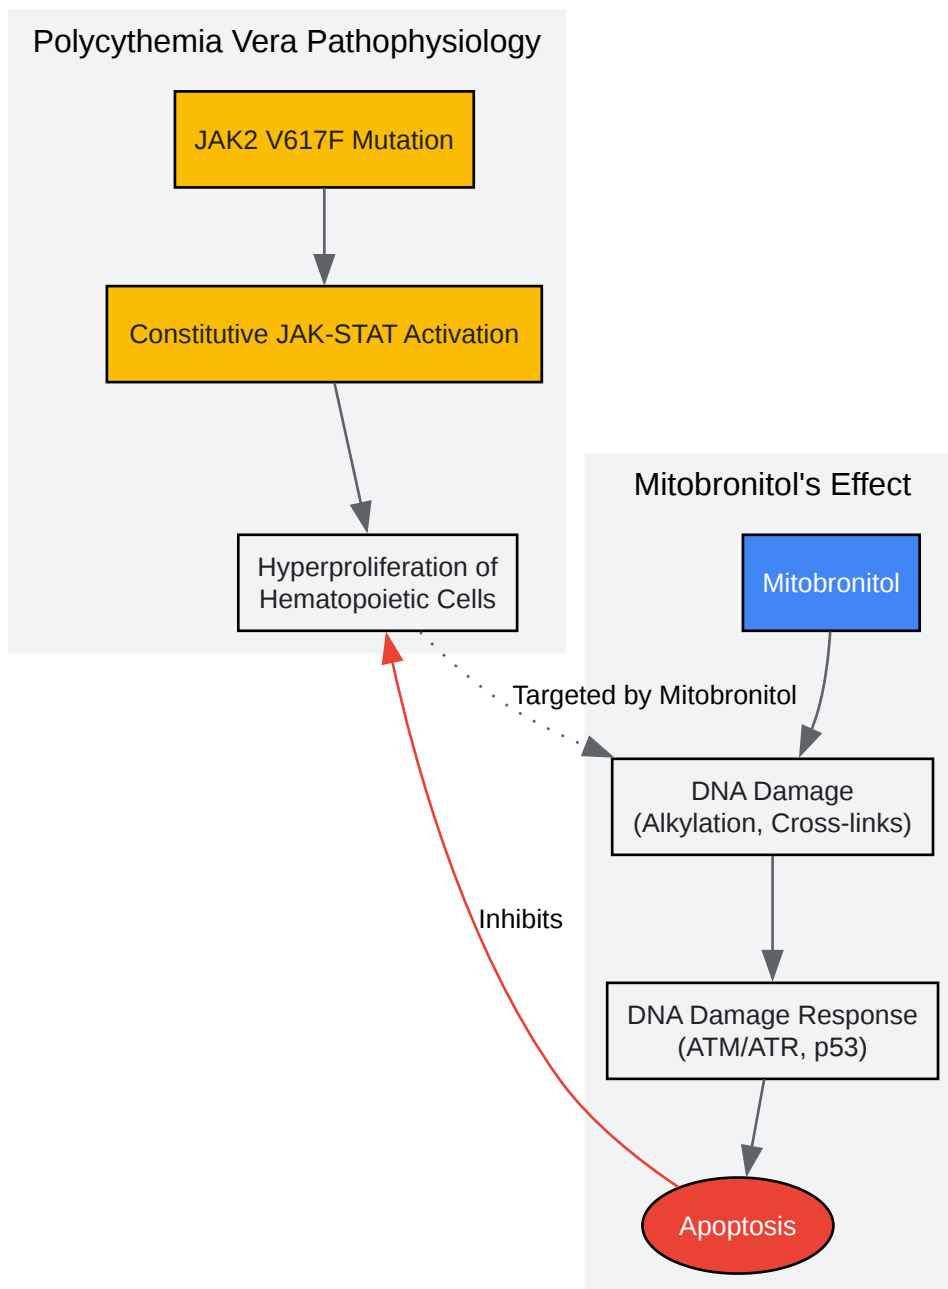 Polycythemia Vera Pathophysiology
JAK2 V617F Mutation
Constitutive JAK-STAT Activation
Hyperproliferation of
Hematopoietic Cells
Mitobronitol's Effect
Mitobronitol
Targeted by Mitobronitol
DNA Damage
(Alkylation, Cross-links)
Inhibits
DNA Damage Response
(ATM/ATR, p53)
Apoptosis